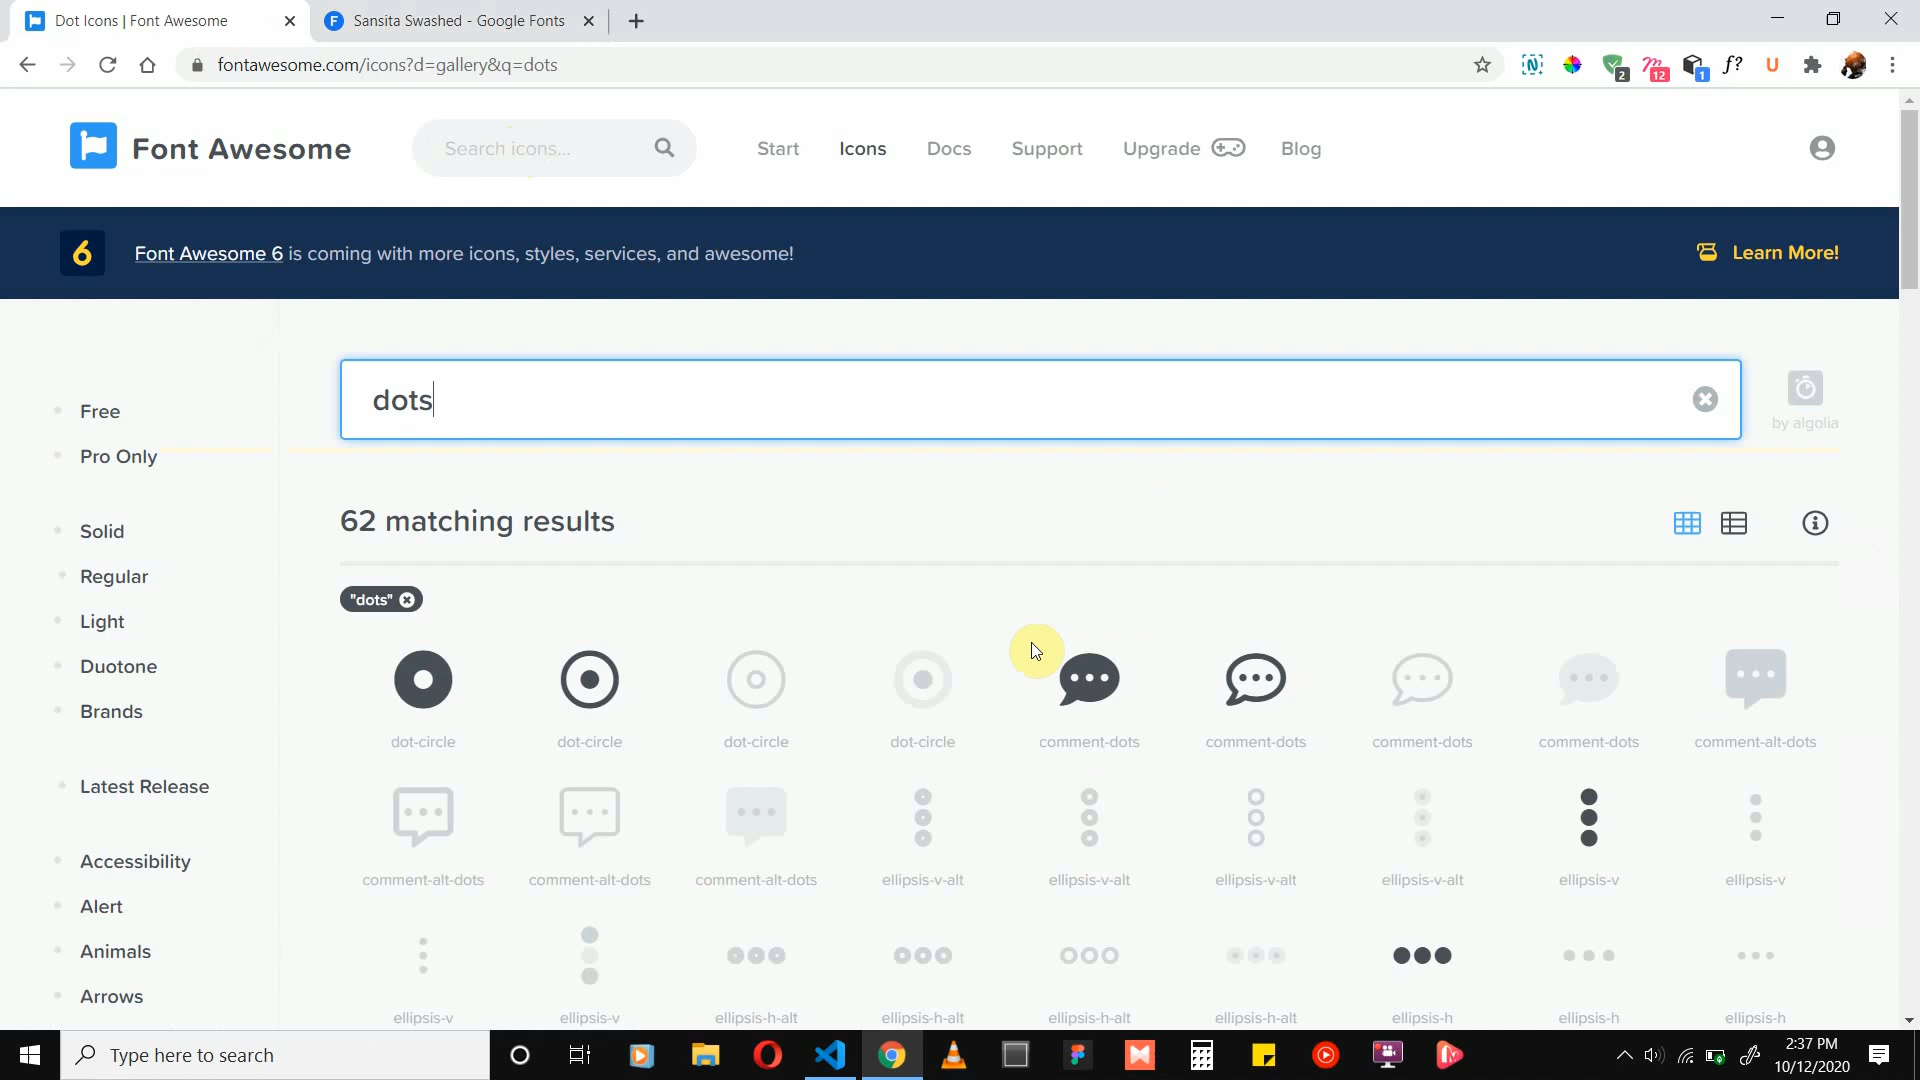 Dot Icons | Font Awesome
Sansita Swashed - Google Fonts
fontawesome.com/icons?d=gallery&q=dots
2
12
1
f?
U
Font Awesome
Search icons...
Start
Icons
Docs
Support
Upgrade
Blog
6
Font Awesome 6 is coming with more icons, styles, services, and awesome!
Learn More!
dots
by algolia
Free
Pro Only
Solid
Regular
Light
Duotone
Brands
Latest Release
Accessibility
Alert
Animals
Arrows
62 matching results
"dots"
dot-circle
dot-circle
dot-circle
dot-circle
comment-dots
comment-dots
comment-dots
comment-dots
comment-alt-dots
comment-alt-dots
comment-alt-dots
comment-alt-dots
ellipsis-v-alt
ellipsis-v-alt
ellipsis-v-alt
ellipsis-v-alt
ellipsis-v
ellipsis-v
ellipsis-v
ellipsis-v
ellipsis-h-alt
ellipsis-h-alt
ellipsis-h-alt
ellipsis-h-alt
ellipsis-h
ellipsis-h
ellipsis-h
Type here to search
2:37 PM
10/12/2020